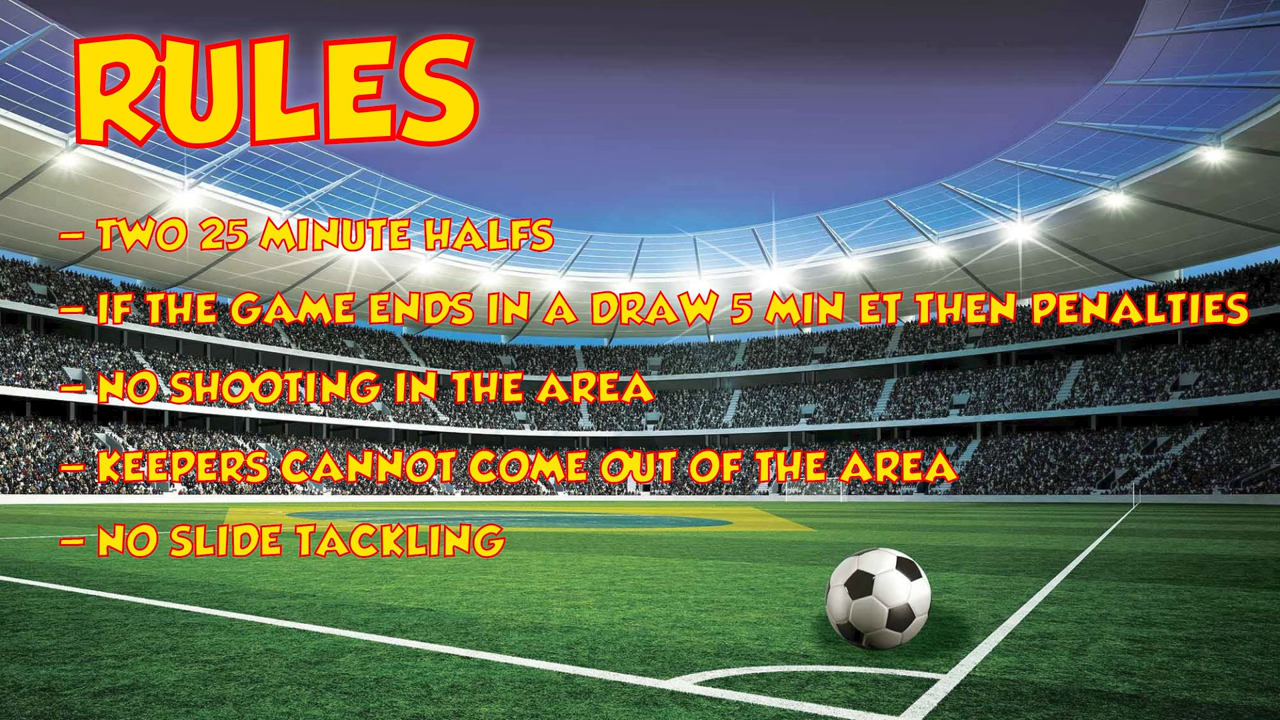 RULES
- TWO 25 MINUTE HALFS
- IF THE GAME ENDS IN A DRAW 5 MIN ET THEN PENALTIES
- NO SHOOTING IN THE AREA
- KEEPERS CANNOT COME OUT OF THE AREA
- NO SLIDE TACKLING